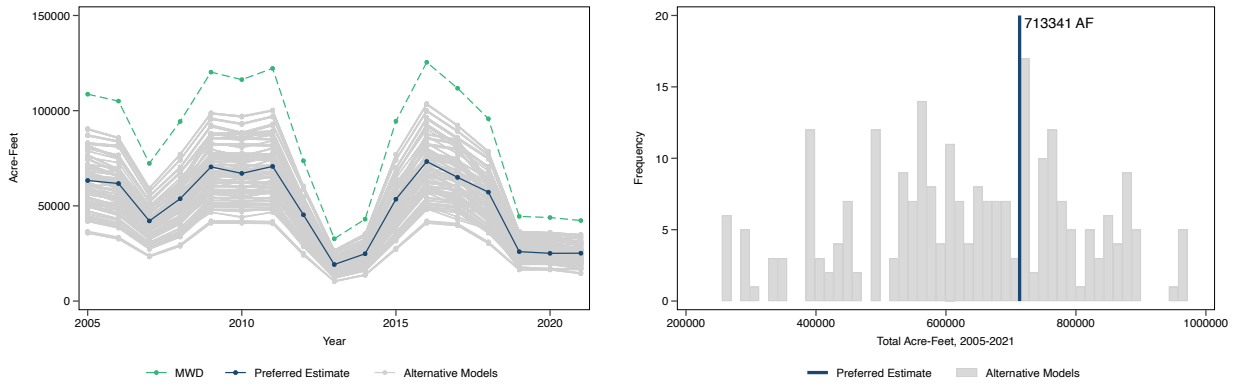 150000
100000
50000
0
Acre-Feet
2005 2010 2015 2020
Year
MWD Preferred Estimate Alternative Models
20
15
10
5
0
Frequency
713341 AF
200000 400000 600000 800000 1000000
Total Acre-Feet, 2005-2021
Preferred Estimate Alternative Models